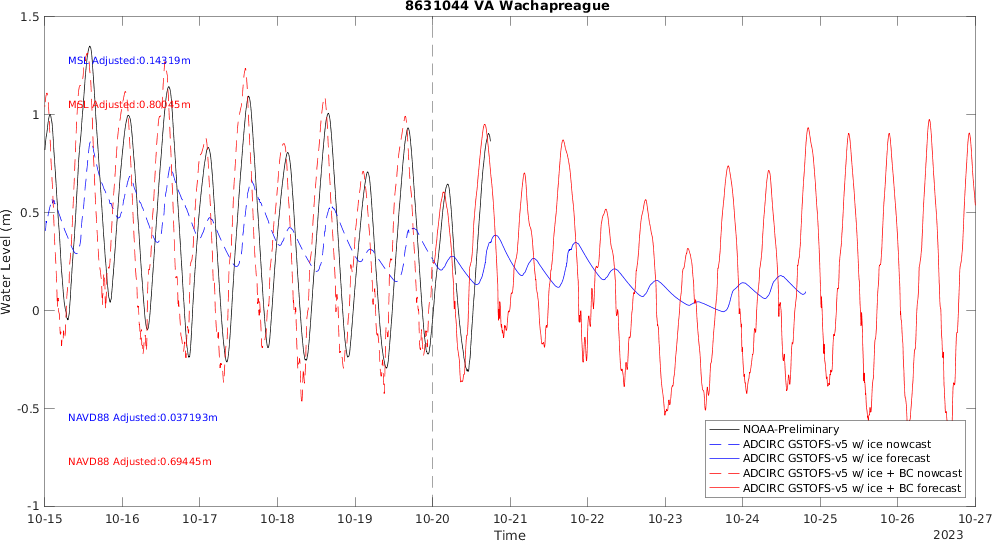 8631044 VA Wachapreague
1.5
1
0.5
0
-0.5
-1
Water Level (m)
MSL Adjusted:0.14319m
MSL Adjusted:0.80045m
NAVD88 Adjusted:0.037193m
NAVD88 Adjusted:0.69445m
NOAA-Preliminary
ADCIRC GSTOFS-v5 w/ ice nowcast
ADCIRC GSTOFS-v5 w/ ice forecast
ADCIRC GSTOFS-v5 w/ ice + BC nowcast
ADCIRC GSTOFS-v5 w/ ice + BC forecast
10-15 10-16 10-17 10-18 10-19 10-20 10-21 10-22 10-23 10-24 10-25 10-26 10-27
Time
2023